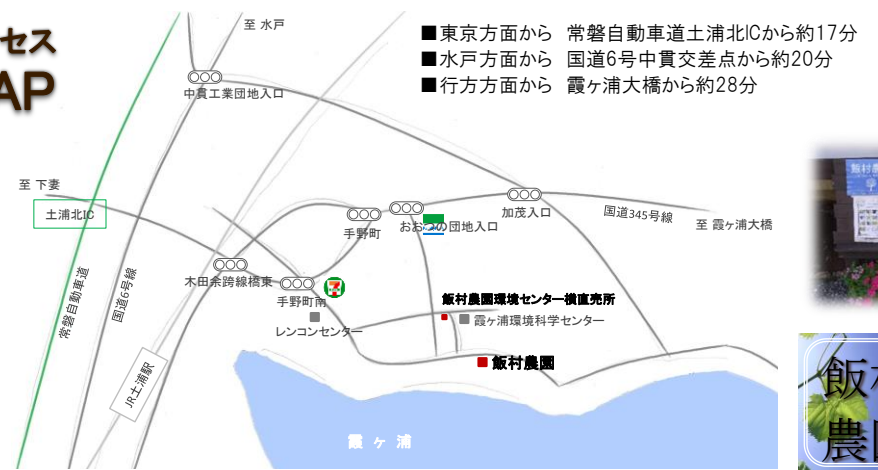 セス
AP
■東京方面から 常磐自動車道土浦北ICから約17分
■水戸方面から 国道6号中貫交差点から約20分
■行方方面から 霞ヶ浦大橋から約28分
至 水戸
中貫工業団地入口
至 下妻
土浦北IC
加茂入口
国道345号線
至 霞ヶ浦大橋
手野町
おおつの団地入口
木田余跨線橋東
手野町南
7
レンコンセンター
飯村農園環境センター横直売所
霞ヶ浦環境科学センター
飯村農園
常磐自動車道
国道6号線
JR土浦駅
霞ヶ浦
飯村
農園